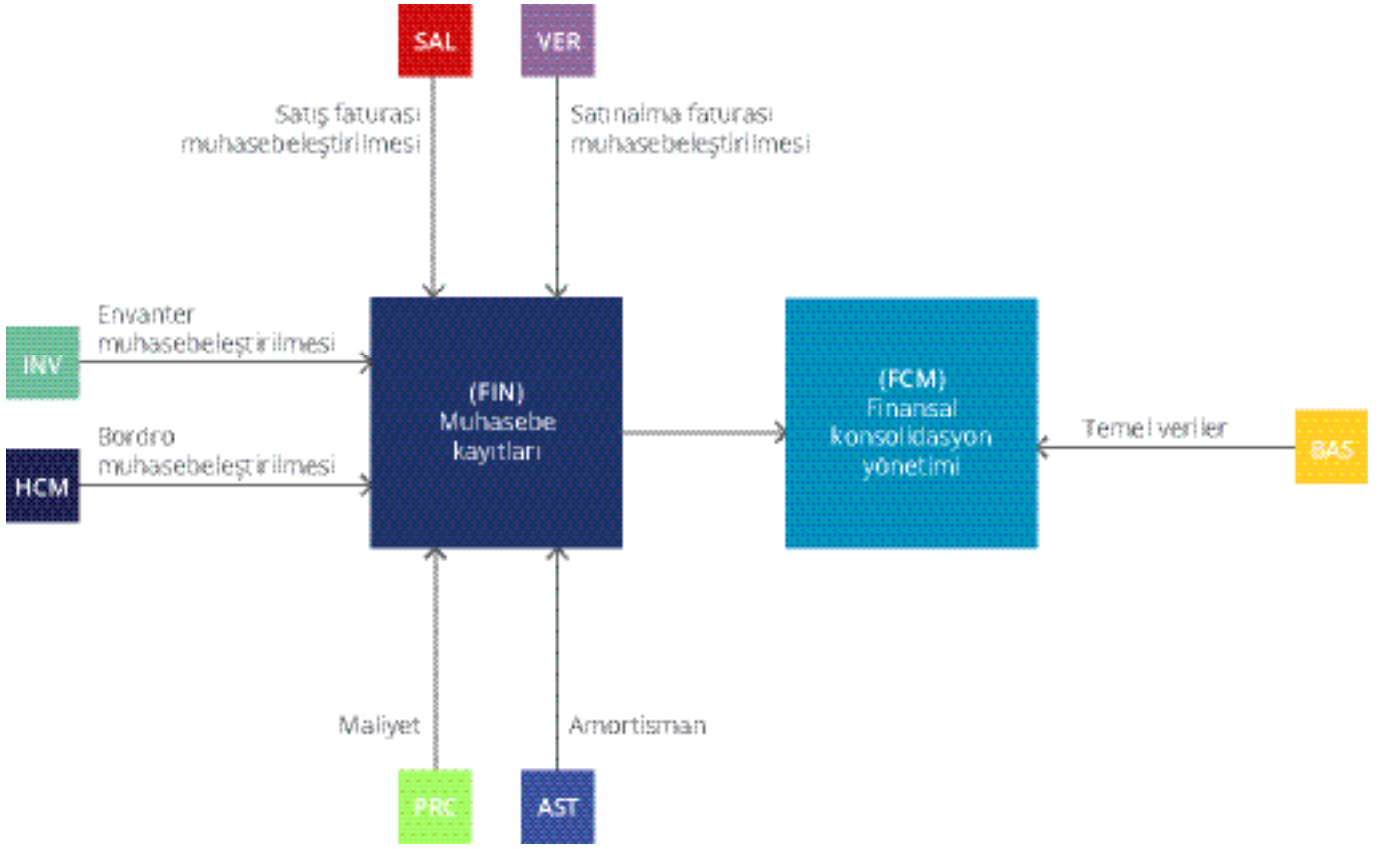 SAL
VER
Satış faturası
muhasebeleştirilmesi
Satınalma faturası
muhasebeleştirilmesi
Envanter
muhasebeleştirilmesi
INV
Bordro
muhasebeleştirilmesi
HCM
(FIN)
Muhasebe
kayıtları
(FCM)
Finansal
konsolidasyon
yönetimi
Temel veriler
BAS
Maliyet
Amortisman
PRC
AST